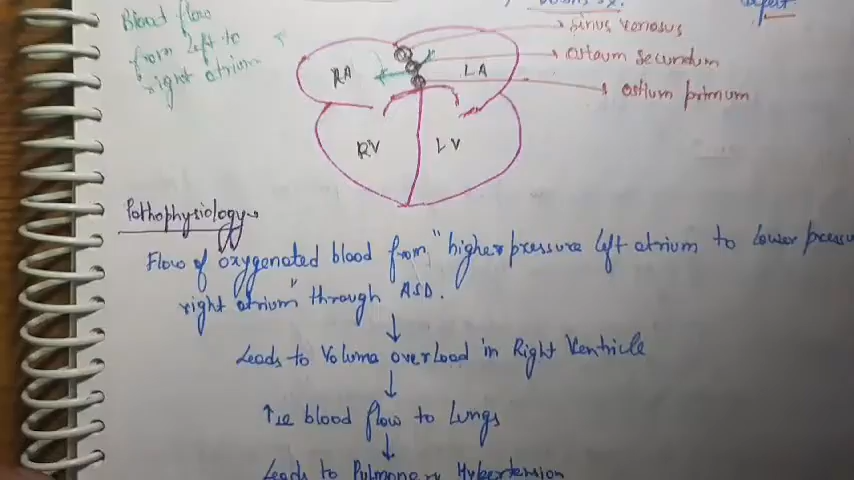 Blood flow
from left to
right atrium
sinus venosus
ostium secundum
ostium primum
RA
LA
RV
LV
Pathophysiology
Flow of oxygenated blood from "higher pressure left atrium to lower pressu
right atrium" through ASD.
Leads to Volume overload in Right Ventricle
↑se blood flow to Lungs
Leads to Pulmonary Hypertension